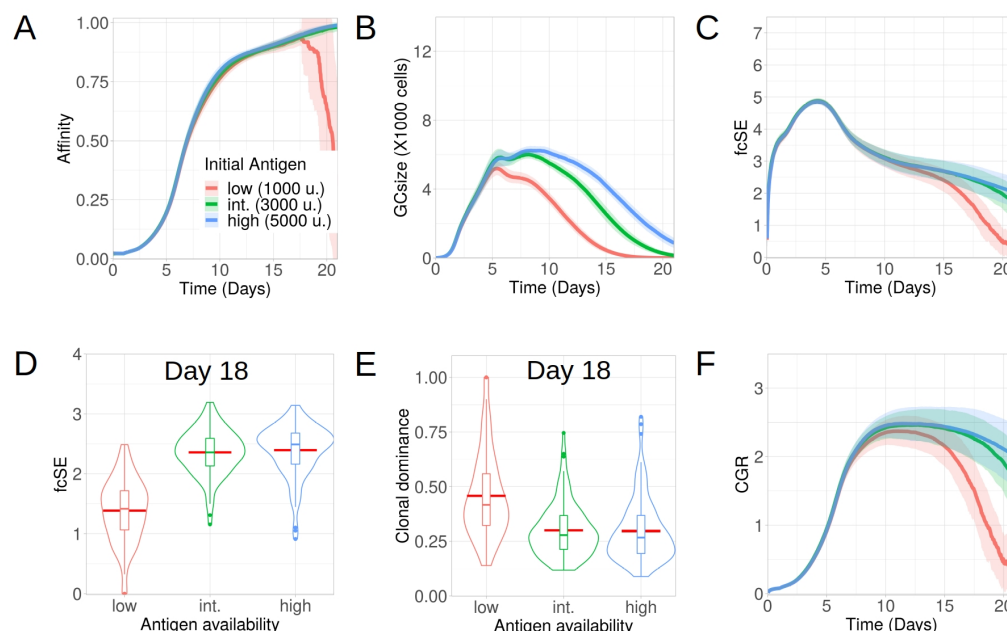 A
Affinity
1.00
0.75
0.50
0.25
0.00
Initial Antigen
low (1000 u.)
int. (3000 u.)
high (5000 u.)
0 5 10 15 20
Time (Days)
B
GCsize (X1000 cells)
12
8
4
0
0 5 10 15 20
Time (Days)
C
fcSE
7
6
5
4
3
2
1
0
0 5 10 15 20
Time (Days)
D
Day 18
fcSE
4
3
2
1
0
low int. high
Antigen availability
E
Day 18
Clonal dominance
1.00
0.75
0.50
0.25
0.00
low int. high
Antigen availability
F
CGR
3
2
1
0
0 5 10 15 20
Time (Days)